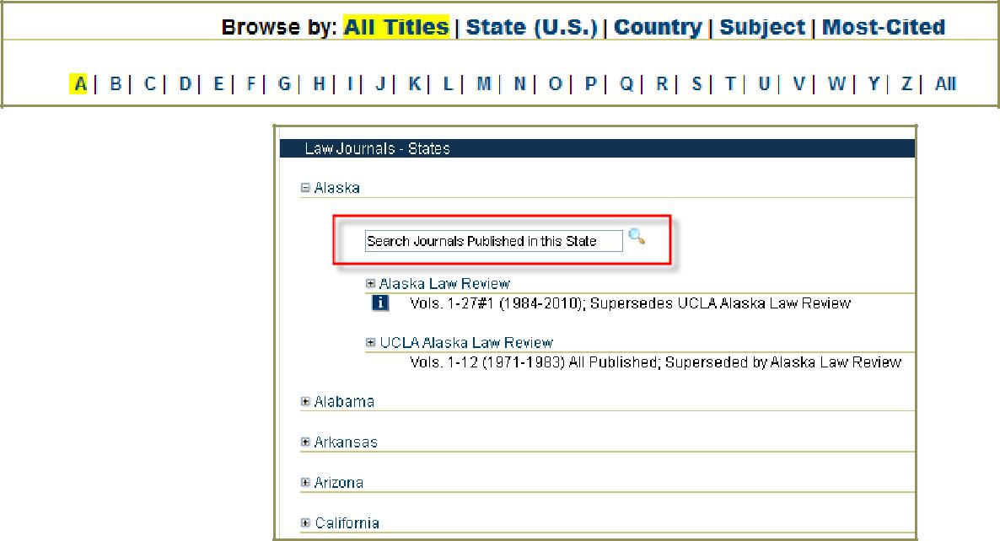 Browse by: All Titles | State (U.S.) | Country | Subject | Most-Cited
A | B | C | D | E | F | G | H | I | J | K | L | M | N | O | P | Q | R | S | T | U | V | W | Y | Z | All
Law Journals - States
Alaska
Search Journals Published in this State
Alaska Law Review
i Vols. 1-27#1 (1984-2010); Supersedes UCLA Alaska Law Review
UCLA Alaska Law Review
Vols. 1-12 (1971-1983) All Published; Superseded by Alaska Law Review
Alabama
Arkansas
Arizona
California